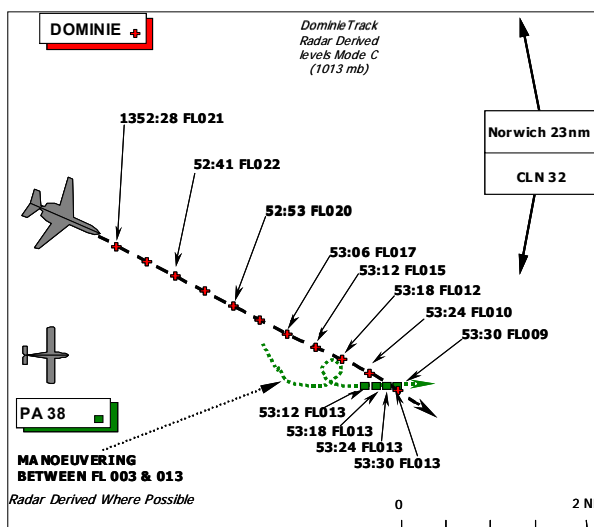 DOMINIE
Dominie Track
Radar Derived
levels Mode C
(1013 mb)
1352:28 FL021
Norwich 23nm
52:41 FL022
CLN 32
52:53 FL020
53:06 FL017
53:12 FL015
53:18 FL012
53:24 FL010
53:30 FL009
PA 38
53:12 FL013
53:18 FL013
53:24 FL013
53:30 FL013
MANOEUVERING
BETWEEN FL 003 & 013
Radar Derived Where Possible
0
2 N